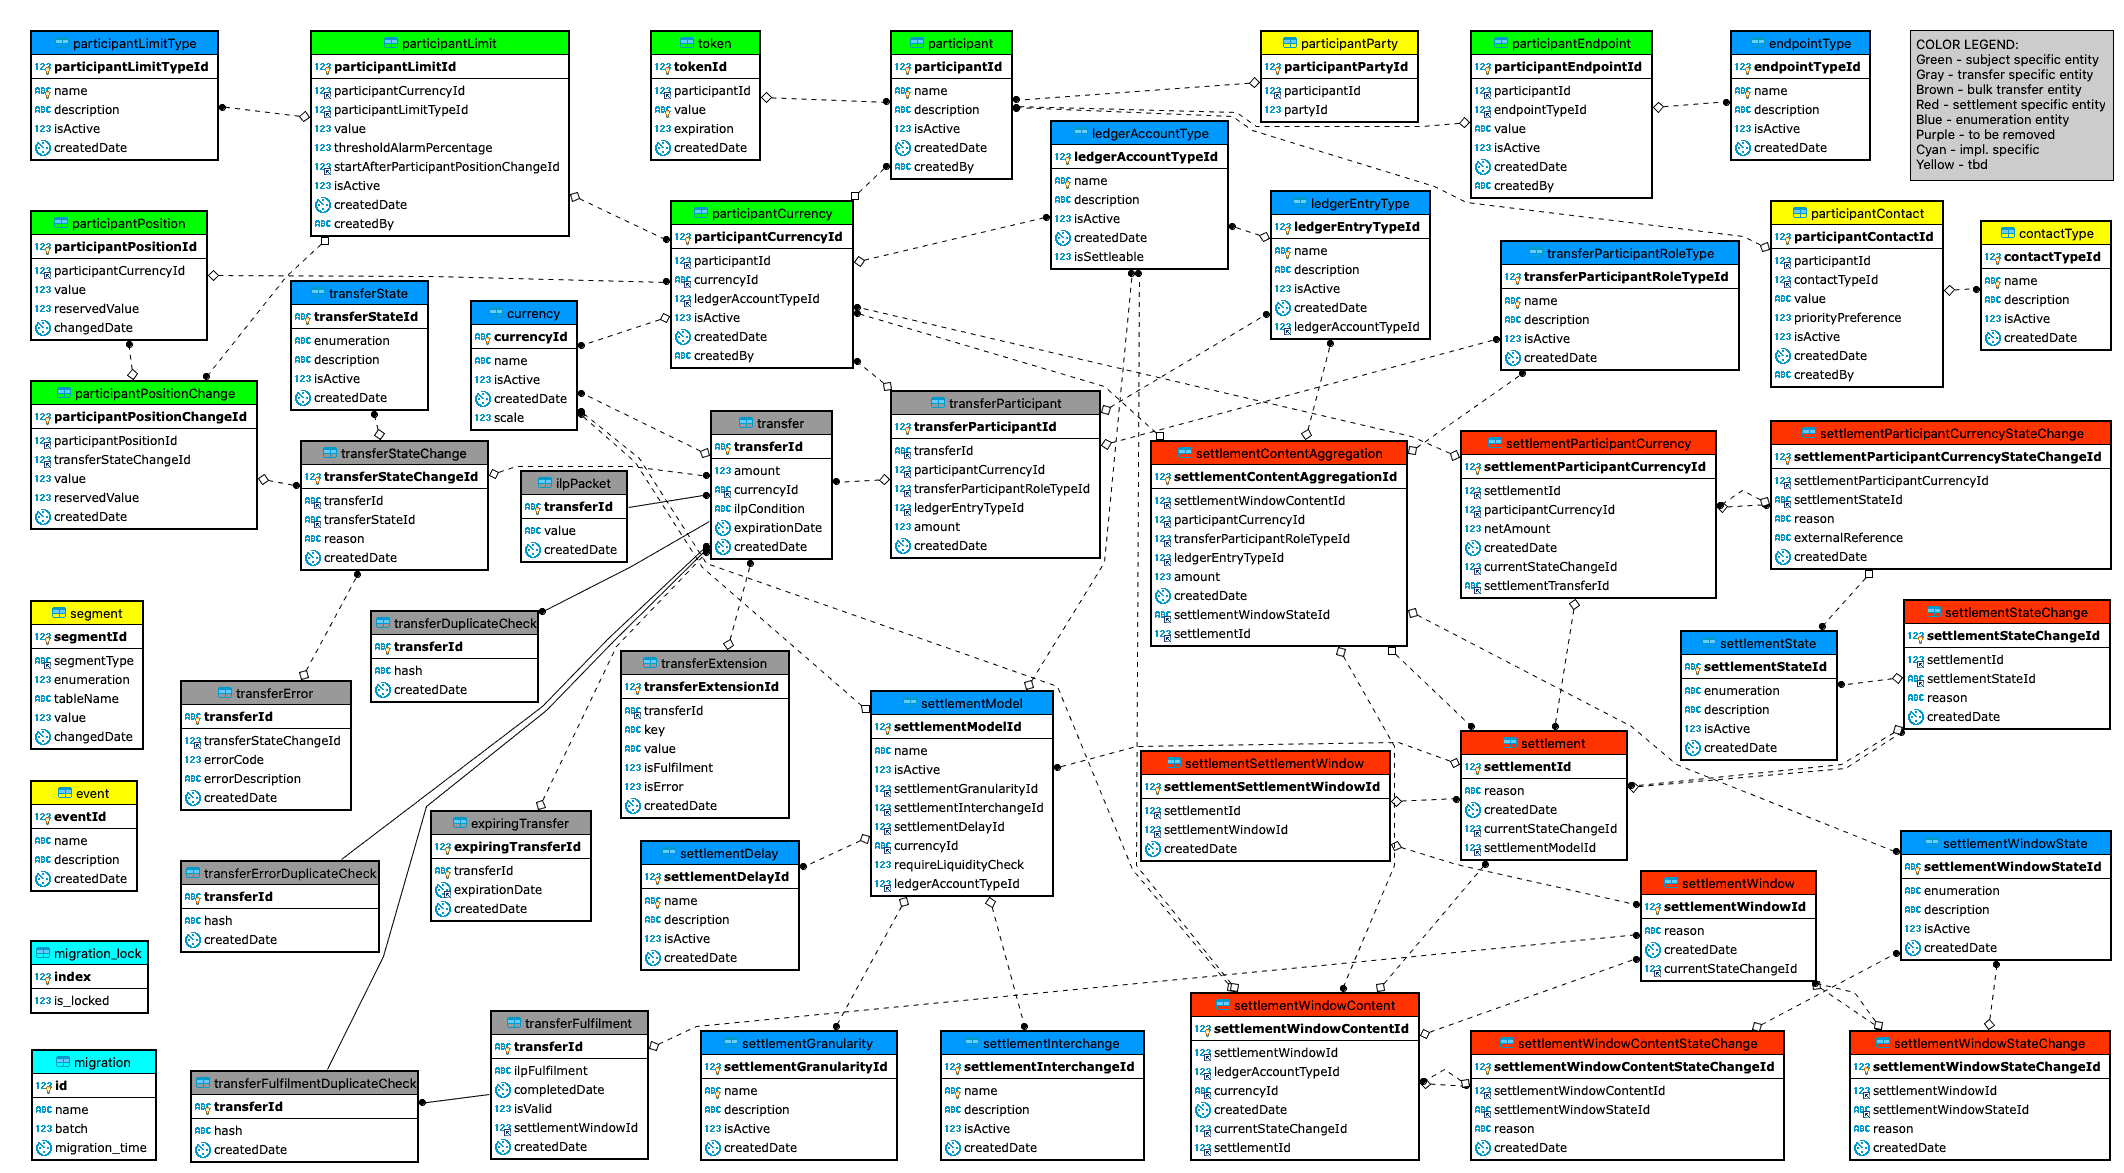 participantLimitType
participantLimitTypeId
name
description
isActive
createdDate
participantLimit
participantLimitId
participantCurrencyId
participantLimitTypeId
value
thresholdAlarmPercentage
startAfterParticipantPositionChangeId
isActive
createdDate
createdBy
token
tokenId
participantId
value
expiration
createdDate
participant
participantId
name
description
isActive
createdDate
createdBy
participantParty
participantPartyId
participantId
partyId
participantEndpoint
participantEndpointId
participantId
endpointTypeId
value
isActive
createdDate
createdBy
endpointType
endpointTypeId
name
description
isActive
createdDate
COLOR LEGEND:
Green - subject specific entity
Gray - transfer specific entity
Brown - bulk transfer entity
Red - settlement specific entity
Blue - enumeration entity
Purple - to be removed
Cyan - impl. specific
Yellow - tbd
ledgerAccountType
ledgerAccountTypeId
name
description
isActive
createdDate
isSettleable
participantPosition
participantPositionId
participantCurrencyId
value
reservedValue
changedDate
participantCurrency
participantCurrencyId
participantId
currencyId
ledgerAccountTypeId
isActive
createdDate
createdBy
ledgerEntryType
ledgerEntryTypeId
name
description
isActive
createdDate
ledgerAccountTypeId
transferParticipantRoleType
transferParticipantRoleTypeId
name
description
isActive
createdDate
participantContact
participantContactId
participantId
contactTypeId
value
priorityPreference
isActive
createdDate
createdBy
contactType
contactTypeId
name
description
isActive
createdDate
transferState
transferStateId
enumeration
description
isActive
createdDate
currency
currencyId
name
isActive
createdDate
scale
participantPositionChange
participantPositionChangeId
participantPositionId
transferStateChangeId
value
reservedValue
createdDate
transferStateChange
transferStateChangeId
transferId
transferStateId
reason
createdDate
ilpPacket
transferId
value
createdDate
transfer
transferId
amount
currencyId
ilpCondition
expirationDate
createdDate
transferParticipant
transferParticipantId
transferId
participantCurrencyId
transferParticipantRoleTypeId
ledgerEntryTypeId
amount
createdDate
settlementContentAggregation
settlementContentAggregationId
settlementWindowContentId
participantCurrencyId
transferParticipantRoleTypeId
ledgerEntryTypeId
amount
createdDate
settlementWindowStateId
settlementId
settlementParticipantCurrency
settlementParticipantCurrencyId
settlementId
participantCurrencyId
netAmount
createdDate
currentStateChangeId
settlementTransferId
settlementParticipantCurrencyStateChange
settlementParticipantCurrencyStateChangeId
settlementParticipantCurrencyId
settlementStateId
reason
externalReference
createdDate
segment
segmentId
segmentType
enumeration
tableName
value
changedDate
transferDuplicateCheck
transferId
hash
createdDate
transferError
transferId
transferStateChangeId
errorCode
errorDescription
createdDate
transferExtension
transferExtensionId
transferId
key
value
isFulfilment
isError
createdDate
settlementModel
settlementModelId
name
isActive
settlementGranularityId
settlementInterchangeId
settlementDelayId
currencyId
requireLiquidityCheck
ledgerAccountTypeId
settlementState
settlementStateId
enumeration
description
isActive
createdDate
settlementStateChange
settlementStateChangeId
settlementId
settlementStateId
reason
createdDate
settlement
settlementId
reason
createdDate
currentStateChangeId
settlementModelId
settlementSettlementWindow
settlementSettlementWindowId
settlementId
settlementWindowId
createdDate
event
eventId
name
description
createdDate
expiringTransfer
expiringTransferId
transferId
expirationDate
createdDate
settlementDelay
settlementDelayId
name
description
isActive
createdDate
transferErrorDuplicateCheck
transferId
hash
createdDate
settlementWindow
settlementWindowId
reason
createdDate
currentStateChangeId
settlementWindowState
settlementWindowStateId
enumeration
description
isActive
createdDate
migration_lock
index
is_locked
migration
id
name
batch
migration_time
transferFulfilmentDuplicateCheck
transferId
hash
createdDate
transferFulfilment
transferId
ilpFulfilment
completedDate
isValid
settlementWindowId
createdDate
settlementGranularity
settlementGranularityId
name
description
isActive
createdDate
settlementInterchange
settlementInterchangeId
name
description
isActive
createdDate
settlementWindowContent
settlementWindowContentId
settlementWindowId
ledgerAccountTypeId
currencyId
createdDate
currentStateChangeId
settlementId
settlementWindowContentStateChange
settlementWindowContentStateChangeId
settlementWindowContentId
settlementWindowStateId
reason
createdDate
settlementWindowStateChange
settlementWindowStateChangeId
settlementWindowId
settlementWindowStateId
reason
createdDate